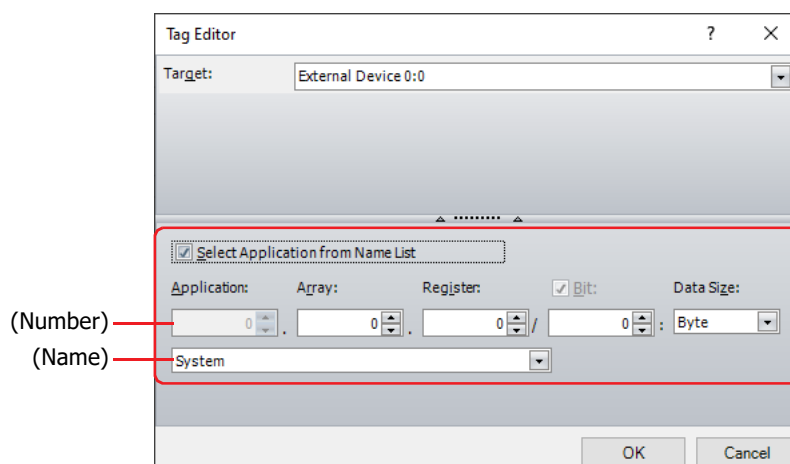 Tag Editor ? X
Target: External Device 0:0
Select Application from Name List
Application: Array: Register: Bit: Data Size:
(Number) 0 . 0 . 0 / 0 : Byte
(Name) System
OK Cancel